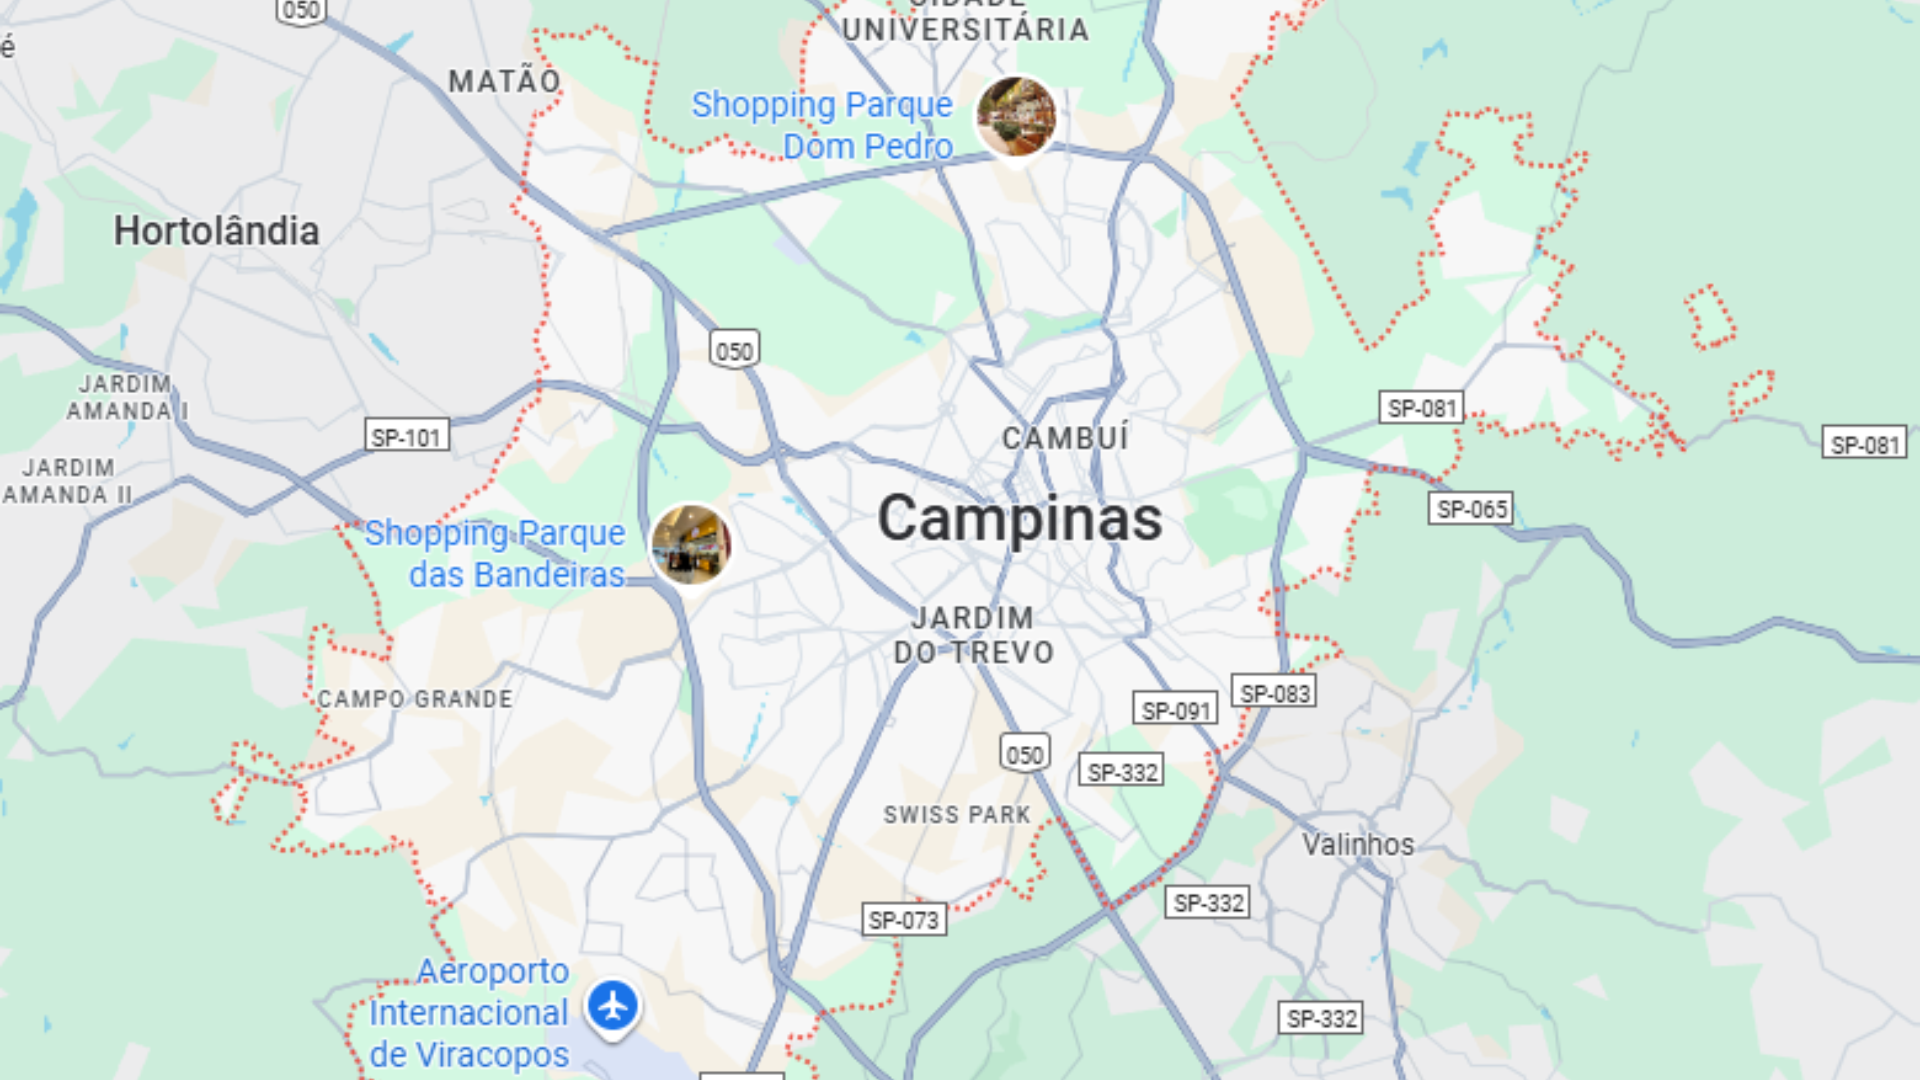 050
CIDADE
UNIVERSITÁRIA
é
MATÃO
Shopping Parque
Dom Pedro
Hortolândia
050
JARDIM
AMANDA I
SP-101
SP-081
SP-081
CAMBUÍ
JARDIM
AMANDA II
SP-065
Campinas
Shopping Parque
das Bandeiras
JARDIM
DO TREVO
CAMPO GRANDE
SP-083
SP-091
050
SP-332
SWISS PARK
Valinhos
SP-332
SP-073
Aeroporto
Internacional
de Viracopos
SP-332